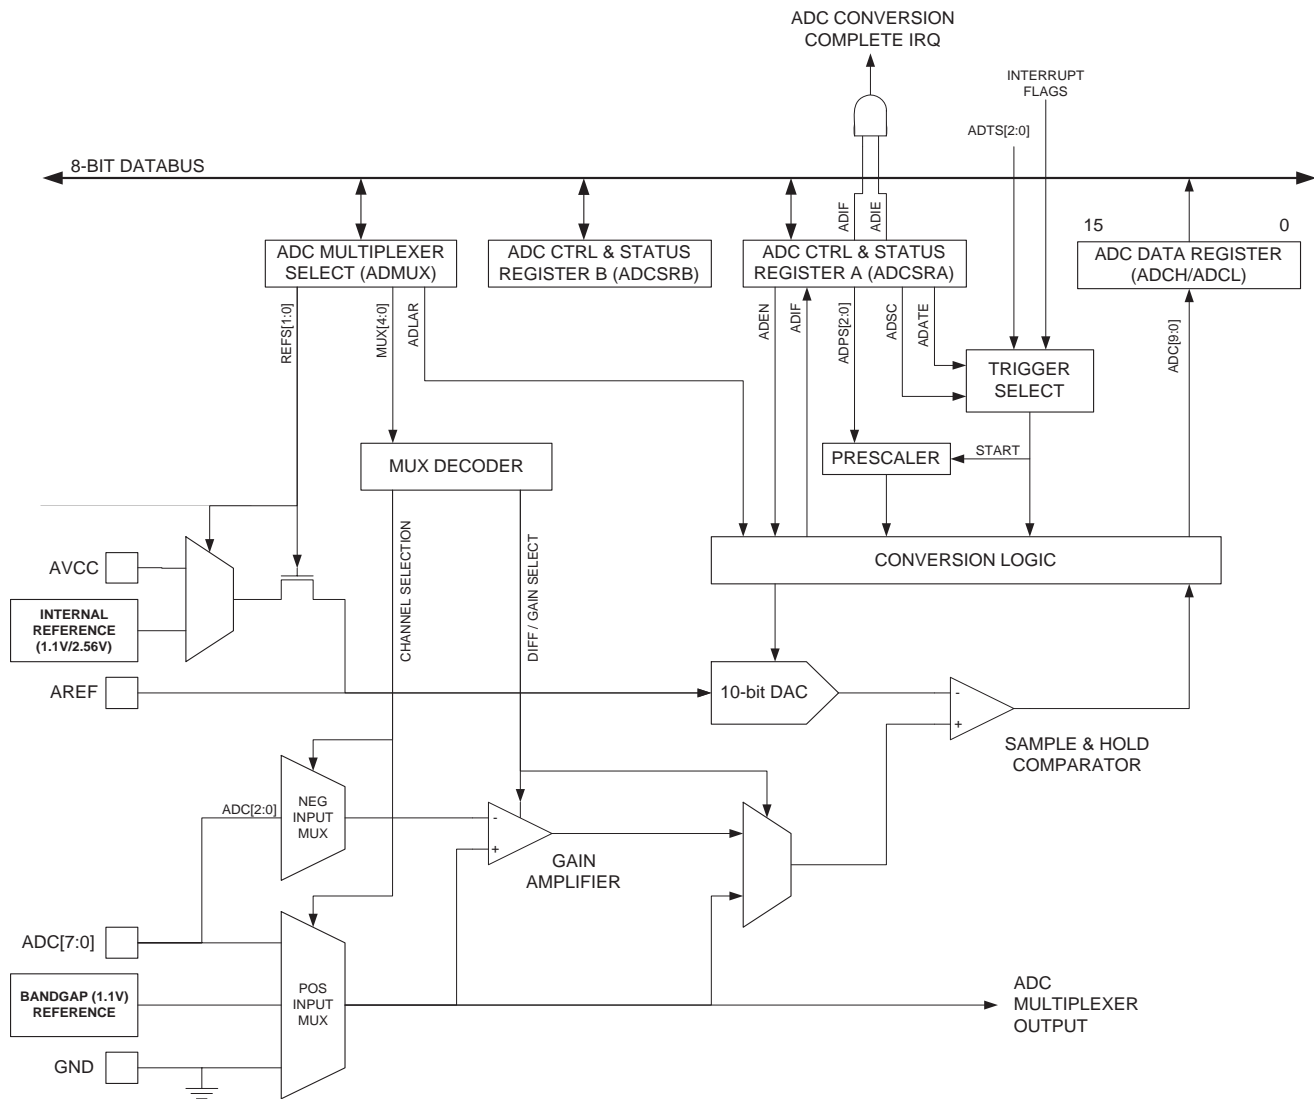 ADC CONVERSION
COMPLETE IRQ
INTERRUPT
FLAGS
ADTS[2:0]
8-BIT DATABUS
ADIF
ADIE
15
0
ADC MULTIPLEXER
SELECT (ADMUX)
ADC CTRL & STATUS
REGISTER B (ADCSRB)
ADC CTRL & STATUS
REGISTER A (ADCSRA)
ADC DATA REGISTER
(ADCH/ADCL)
REFS[1:0]
MUX[4:0]
ADLAR
ADEN
ADIF
ADPS[2:0]
ADSC
ADATE
ADC[9:0]
TRIGGER
SELECT
MUX DECODER
PRESCALER
START
CHANNEL SELECTION
DIFF / GAIN SELECT
CONVERSION LOGIC
AVCC
INTERNAL
REFERENCE
(1.1V/2.56V)
AREF
10-bit DAC
-
+
SAMPLE & HOLD
COMPARATOR
ADC[2:0]
NEG
INPUT
MUX
-
+
GAIN
AMPLIFIER
ADC[7:0]
BANDGAP (1.1V)
REFERENCE
POS
INPUT
MUX
ADC
MULTIPLEXER
OUTPUT
GND